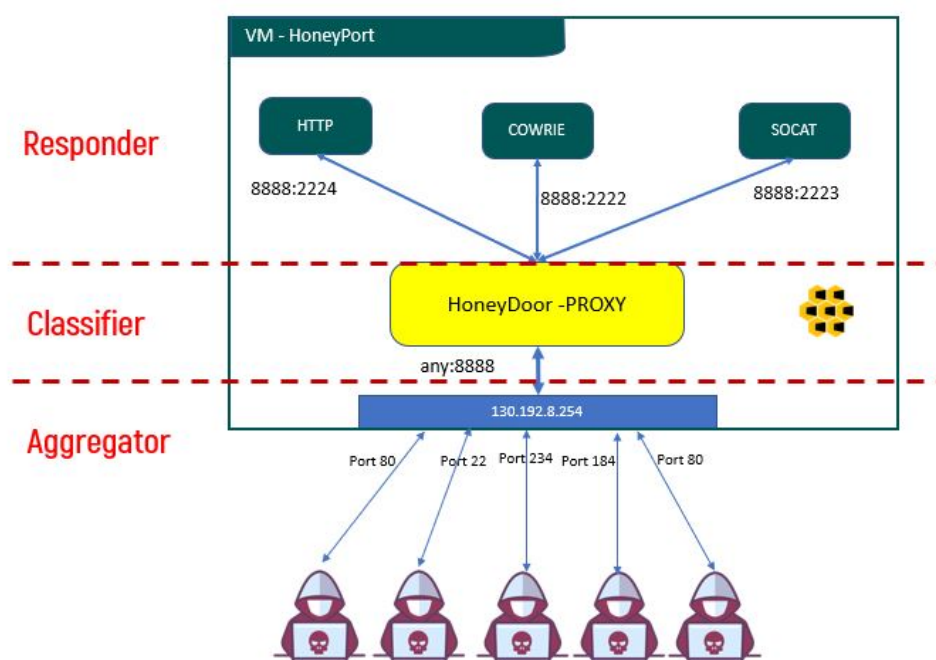 VM - HoneyPort
HTTP
COWRIE
SOCAT
Responder
8888:2224
8888:2222
8888:2223
HoneyDoor -PROXY
Classifier
any:8888
130.192.8.254
Aggregator
Port 80
Port 22
Port 234
Port 184
Port 80